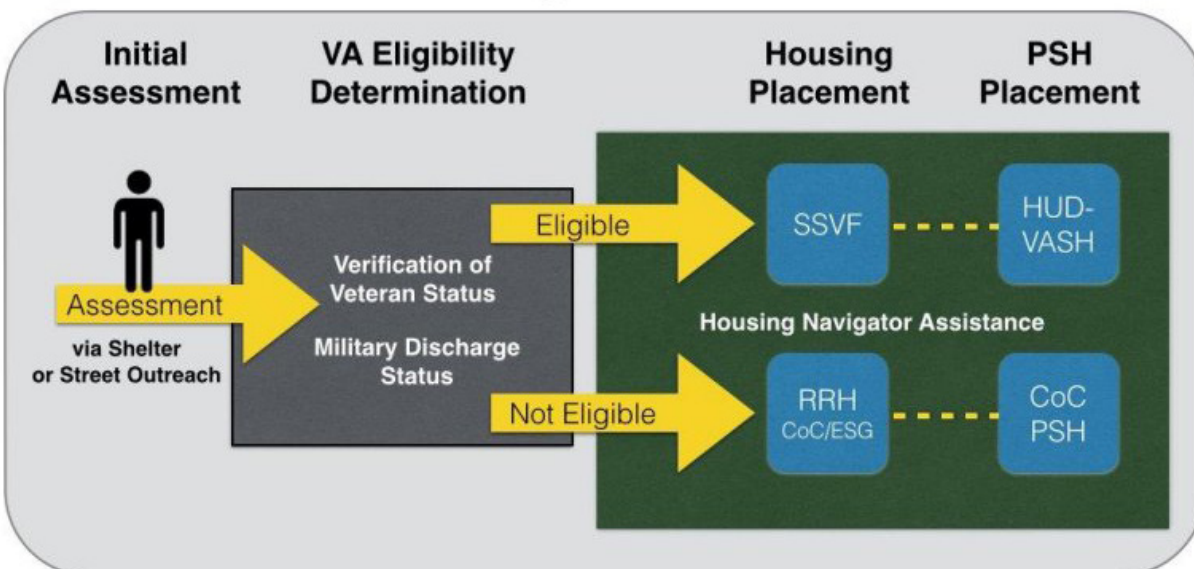 Initial
Assessment
VA Eligibility
Determination
Housing
Placement
PSH
Placement
Assessment
via Shelter
or Street Outreach
Verification of
Veteran Status
Military Discharge
Status
Eligible
SSVF
HUD-
VASH
Housing Navigator Assistance
Not Eligible
RRH
CoC/ESG
CoC
PSH